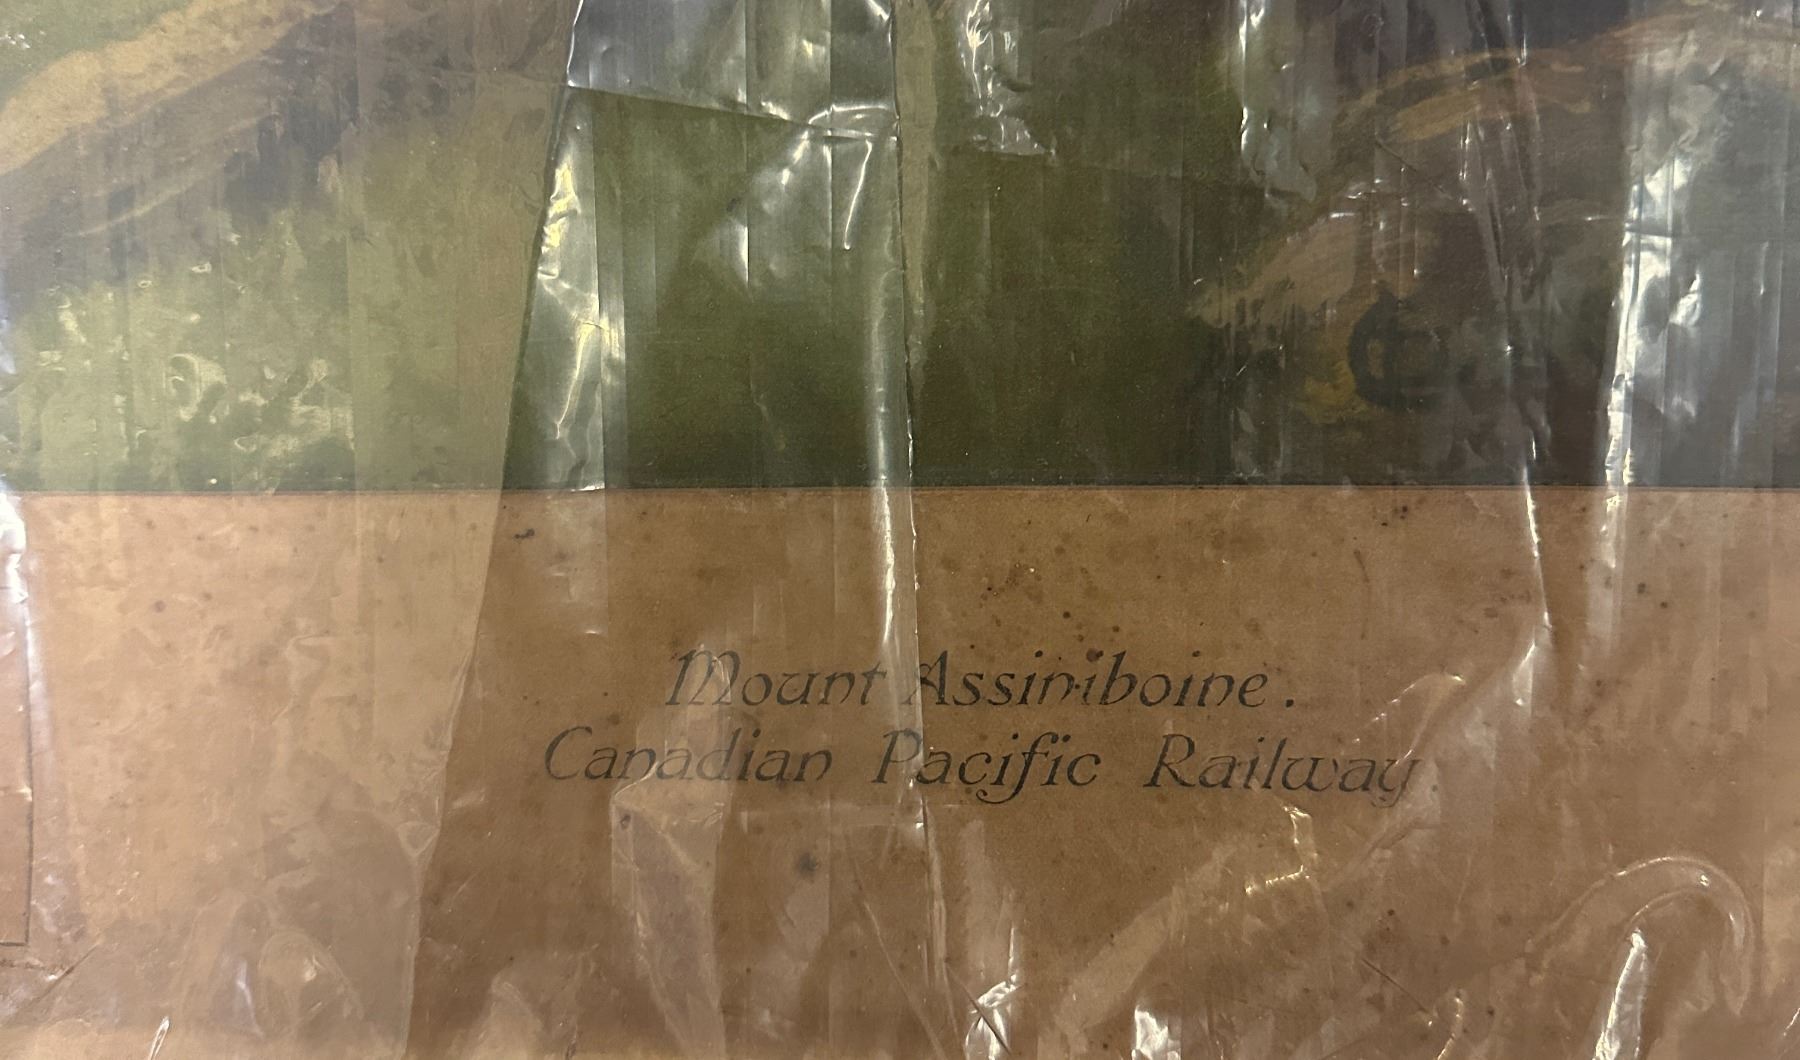 Mount Assiniboine.
Canadian Pacific Railway